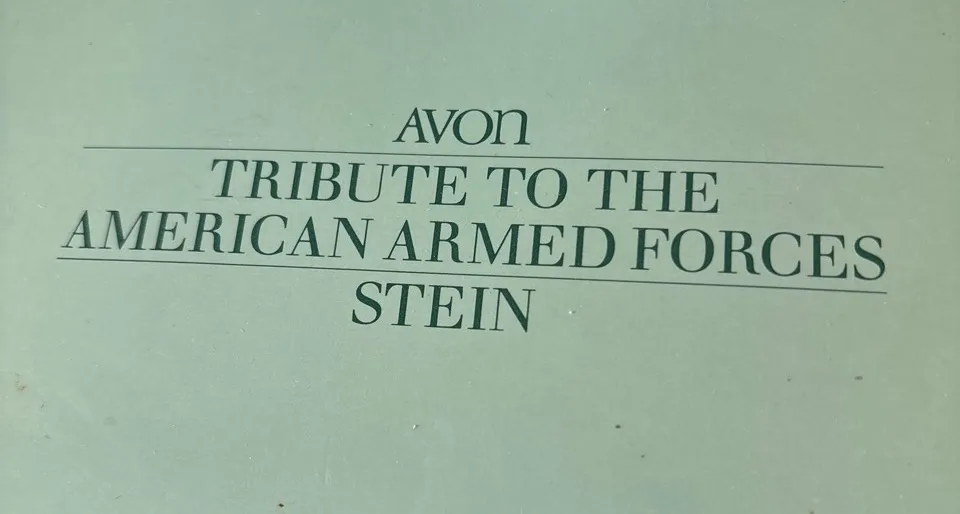 AVON
TRIBUTE TO THE
AMERICAN ARMED FORCES
STEIN